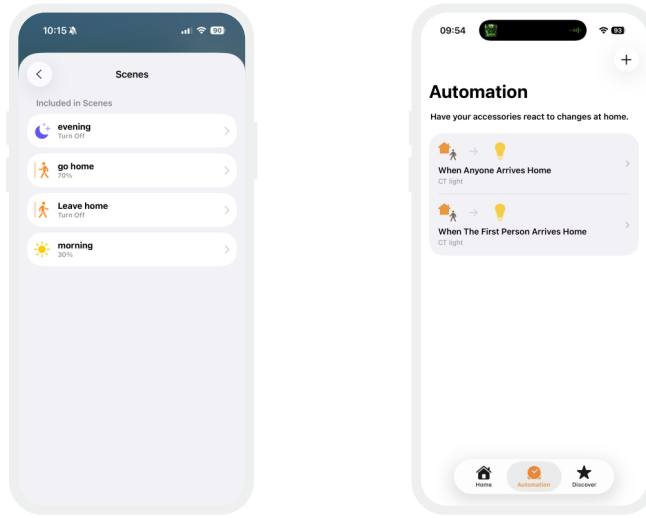 10:15
90
Scenes
Included in Scenes
evening
Turn Off
go home
70%
Leave home
Turn Off
morning
30%
09:54
93
Automation
Have your accessories react to changes at home.
When Anyone Arrives Home
CT light
When The First Person Arrives Home
CT light
Home
Automation
Discover